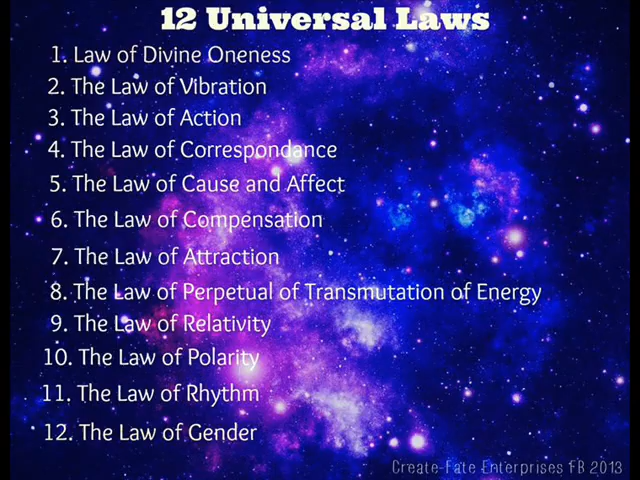 12 Universal Laws
1. Law of Divine Oneness
2. The Law of Vibration
3. The Law of Action
4. The Law of Correspondance
5. The Law of Cause and Affect
6. The Law of Compensation
7. The Law of Attraction
8. The Law of Perpetual of Transmutation of Energy
9. The Law of Relativity
10. The Law of Polarity
11. The Law of Rhythm
12. The Law of Gender
Create-Fate Enterprises FB 2013